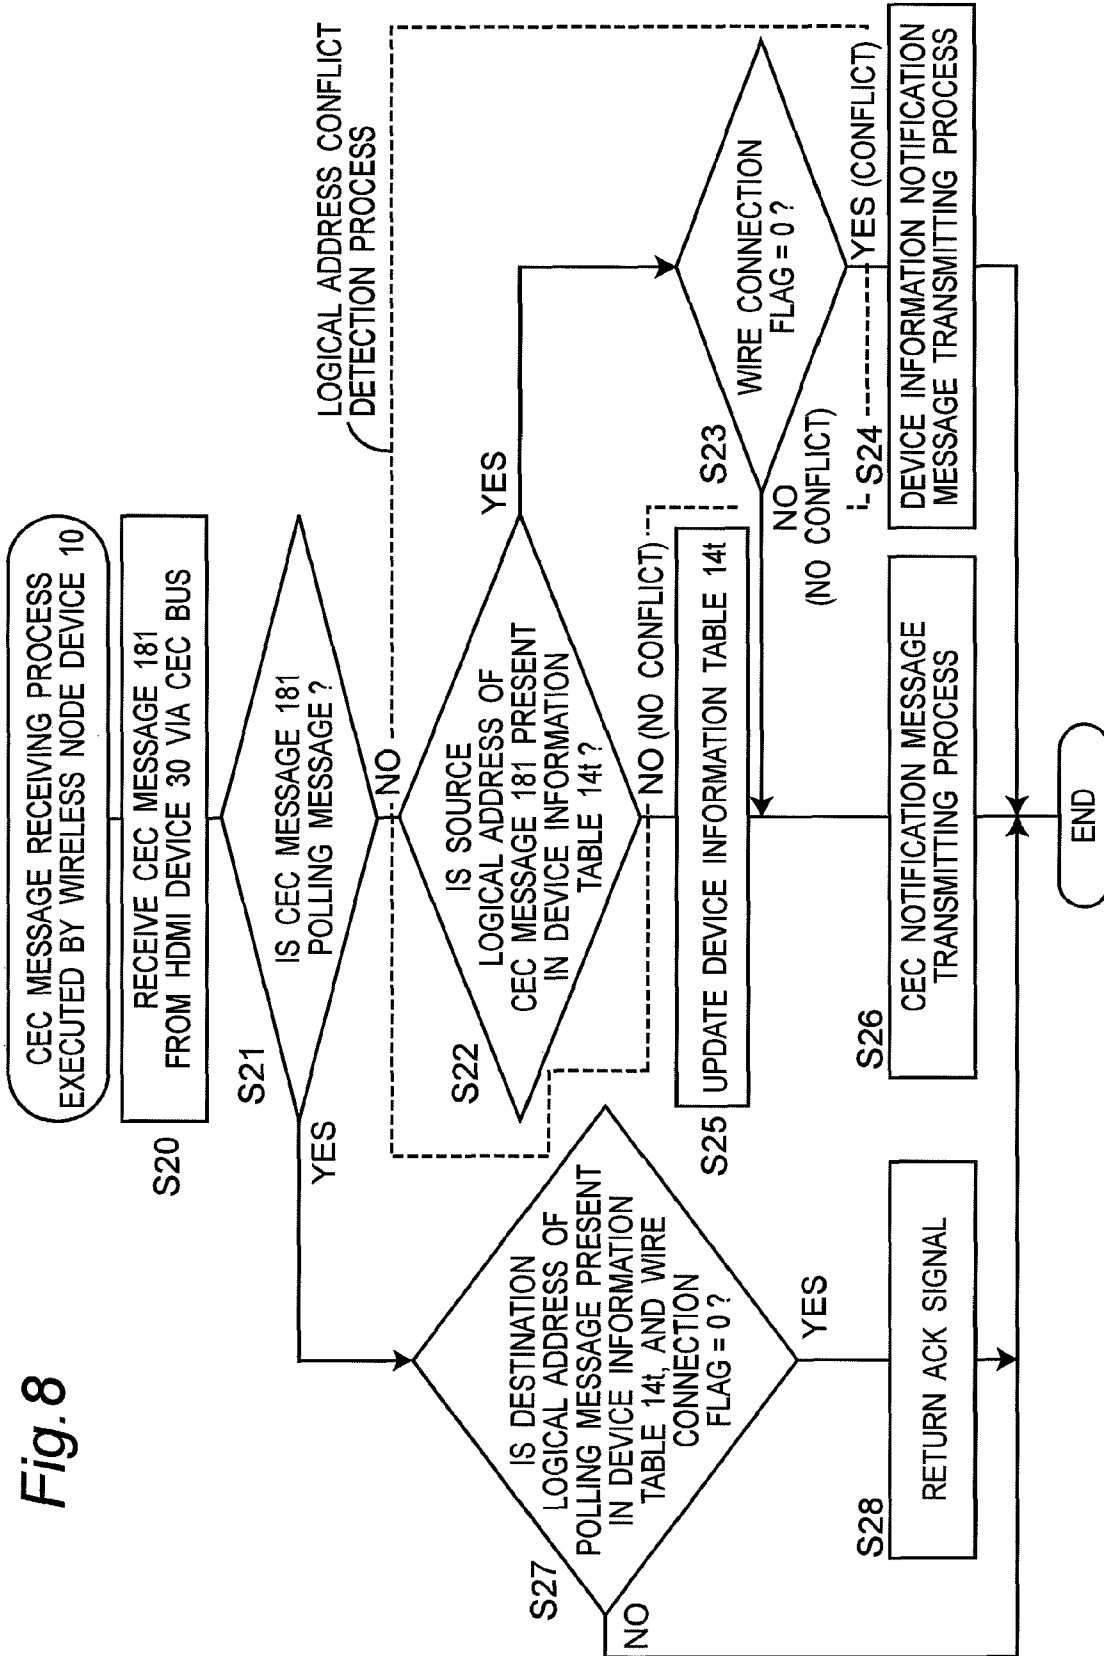 Fig.8
CEC MESSAGE RECEIVING PROCESS
EXECUTED BY WIRELESS NODE DEVICE 10
S20
RECEIVE CEC MESSAGE 181
FROM HDMI DEVICE 30 VIA CEC BUS
S21
IS CEC MESSAGE 181
POLLING MESSAGE ?
YES
NO
LOGICAL ADDRESS CONFLICT
DETECTION PROCESS
S22
IS SOURCE
LOGICAL ADDRESS OF
CEC MESSAGE 181 PRESENT
IN DEVICE INFORMATION
TABLE 14t ?
YES
NO (NO CONFLICT)
S23
WIRE CONNECTION
FLAG = 0 ?
NO
(NO CONFLICT)
YES (CONFLICT)
S24
DEVICE INFORMATION NOTIFICATION
MESSAGE TRANSMITTING PROCESS
S25
UPDATE DEVICE INFORMATION TABLE 14t
S26
CEC NOTIFICATION MESSAGE
TRANSMITTING PROCESS
S27
IS DESTINATION
LOGICAL ADDRESS OF
POLLING MESSAGE PRESENT
IN DEVICE INFORMATION
TABLE 14t, AND WIRE
CONNECTION
FLAG = 0 ?
NO
YES
S28
RETURN ACK SIGNAL
END